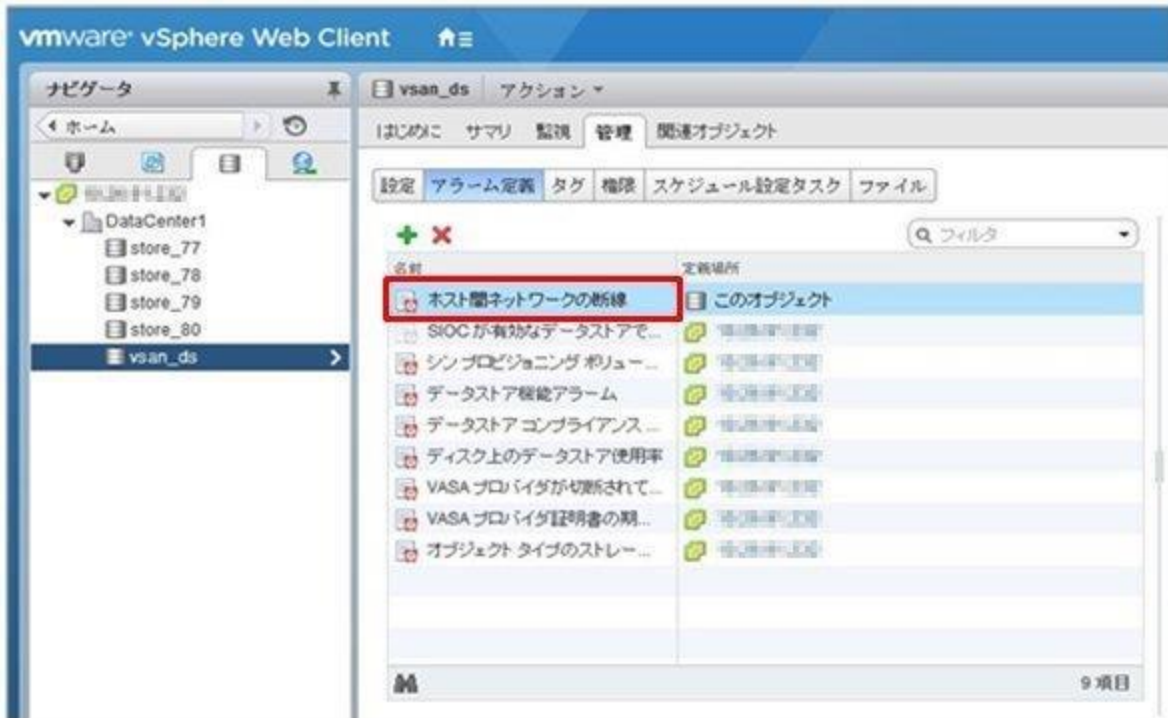 vmware vSphere Web Client
ナビゲータ
ホーム
DataCenter1
store_77
store_78
store_79
store_80
vsan_ds
vsan_ds アクション
はじめに サマリ 監視 管理 関連オブジェクト
設定 アラーム定義 タグ 権限 スケジュール設定タスク ファイル
フィルタ
名前 定義場所
ホスト間ネットワークの断線 このオブジェクト
SIOC が有効なデータストアで...
シン プロビジョニング ボリュー...
データストア機能アラーム
データストア コンプライアンス ...
ディスク上のデータストア使用率
VASA プロバイダが切断されて...
VASA プロバイダ証明書の期...
オブジェクト タイプのストレー...
9 項目